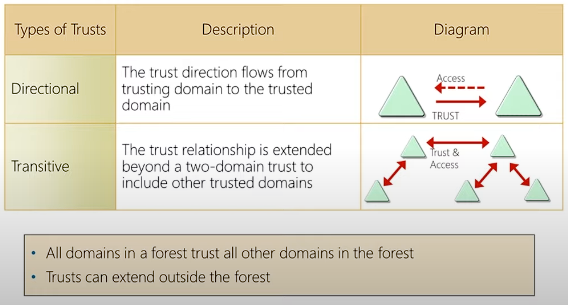 Types of Trusts
Description
Diagram
Directional
The trust direction flows from
trusting domain to the trusted
domain
Access
TRUST
Transitive
The trust relationship is extended
beyond a two-domain trust to
include other trusted domains
Trust &
Access
• All domains in a forest trust all other domains in the forest
• Trusts can extend outside the forest